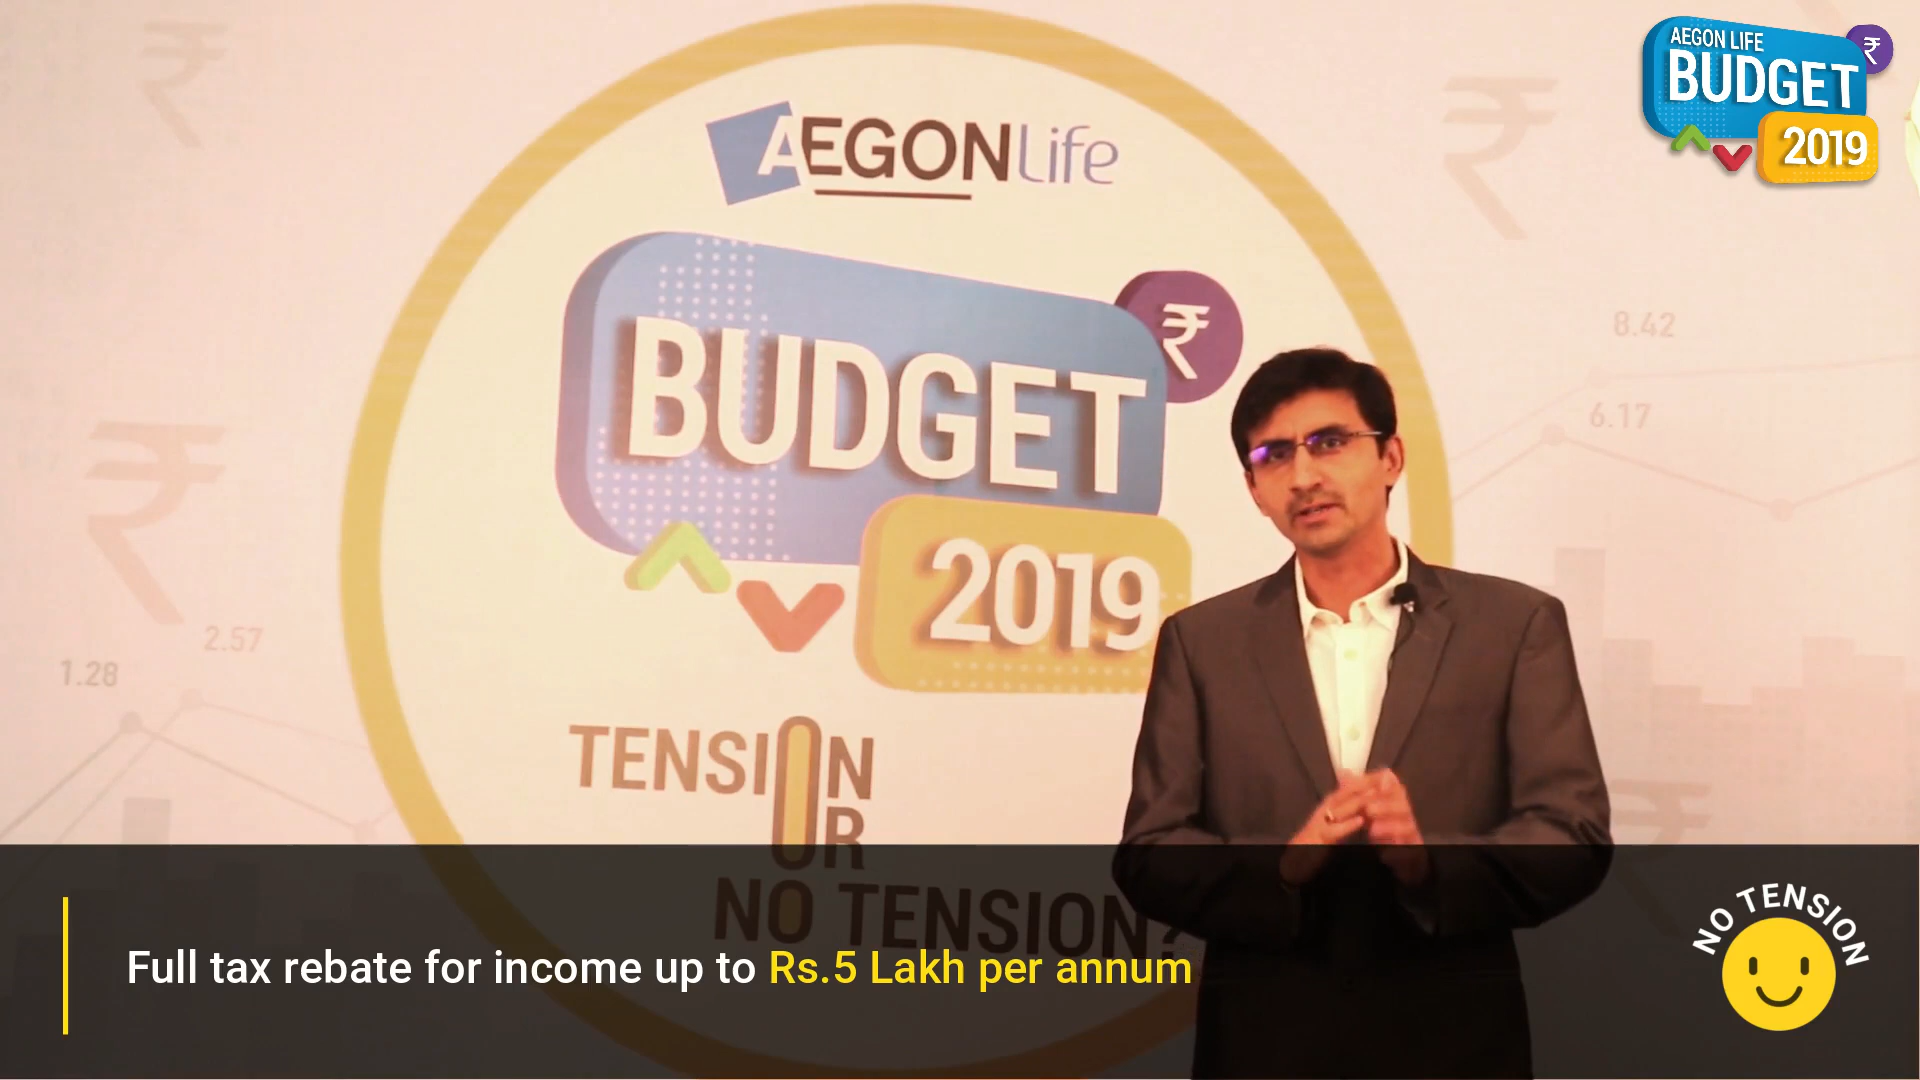 AEGON LIFE
BUDGET
₹
2019
AEGONLife
BUDGET
₹
2019
TENSION
OR
NO TENSION?
1.28
2.57
8.42
6.17
Full tax rebate for income up to Rs.5 Lakh per annum
NO TENSION